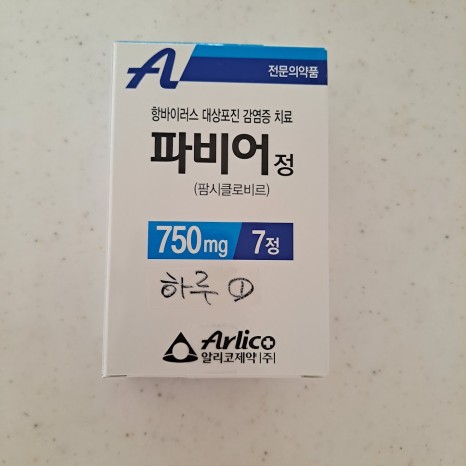 전문의약품
항바이러스 대상포진 감염증 치료
파비어정
(팜시클로비르)
750mg 7정
하루 ①
Arlico
알리코제약(주)